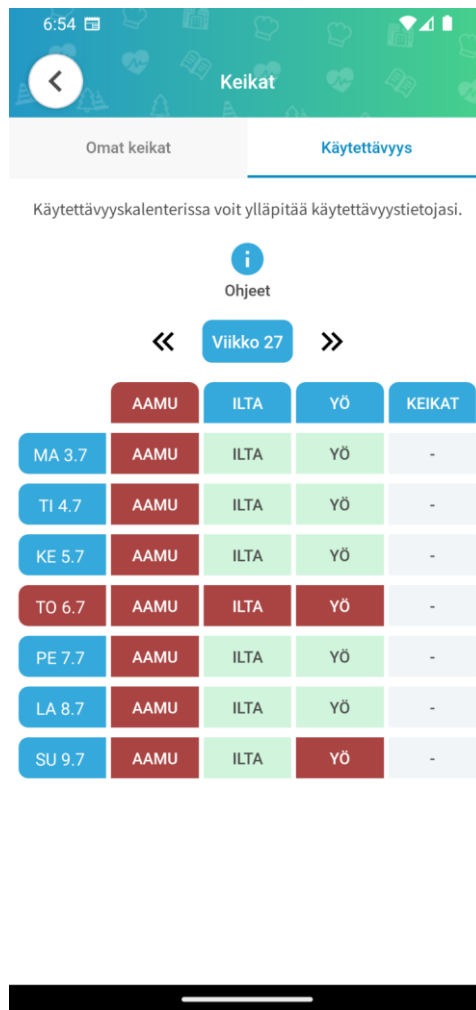 6:54
Keikat
Omat keikat Käytettävyys
Käytettävyyskalenterissa voit ylläpitää käytettävyystietojasi.
i
Ohjeet
Viikko 27
AAMU ILTA YÖ KEIKAT
MA 3.7 AAMU ILTA YÖ -
TI 4.7 AAMU ILTA YÖ -
KE 5.7 AAMU ILTA YÖ -
TO 6.7 AAMU ILTA YÖ -
PE 7.7 AAMU ILTA YÖ -
LA 8.7 AAMU ILTA YÖ -
SU 9.7 AAMU ILTA YÖ -